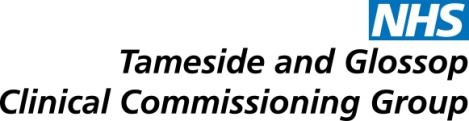 NHS
Tameside and Glossop
Clinical Commissioning Group